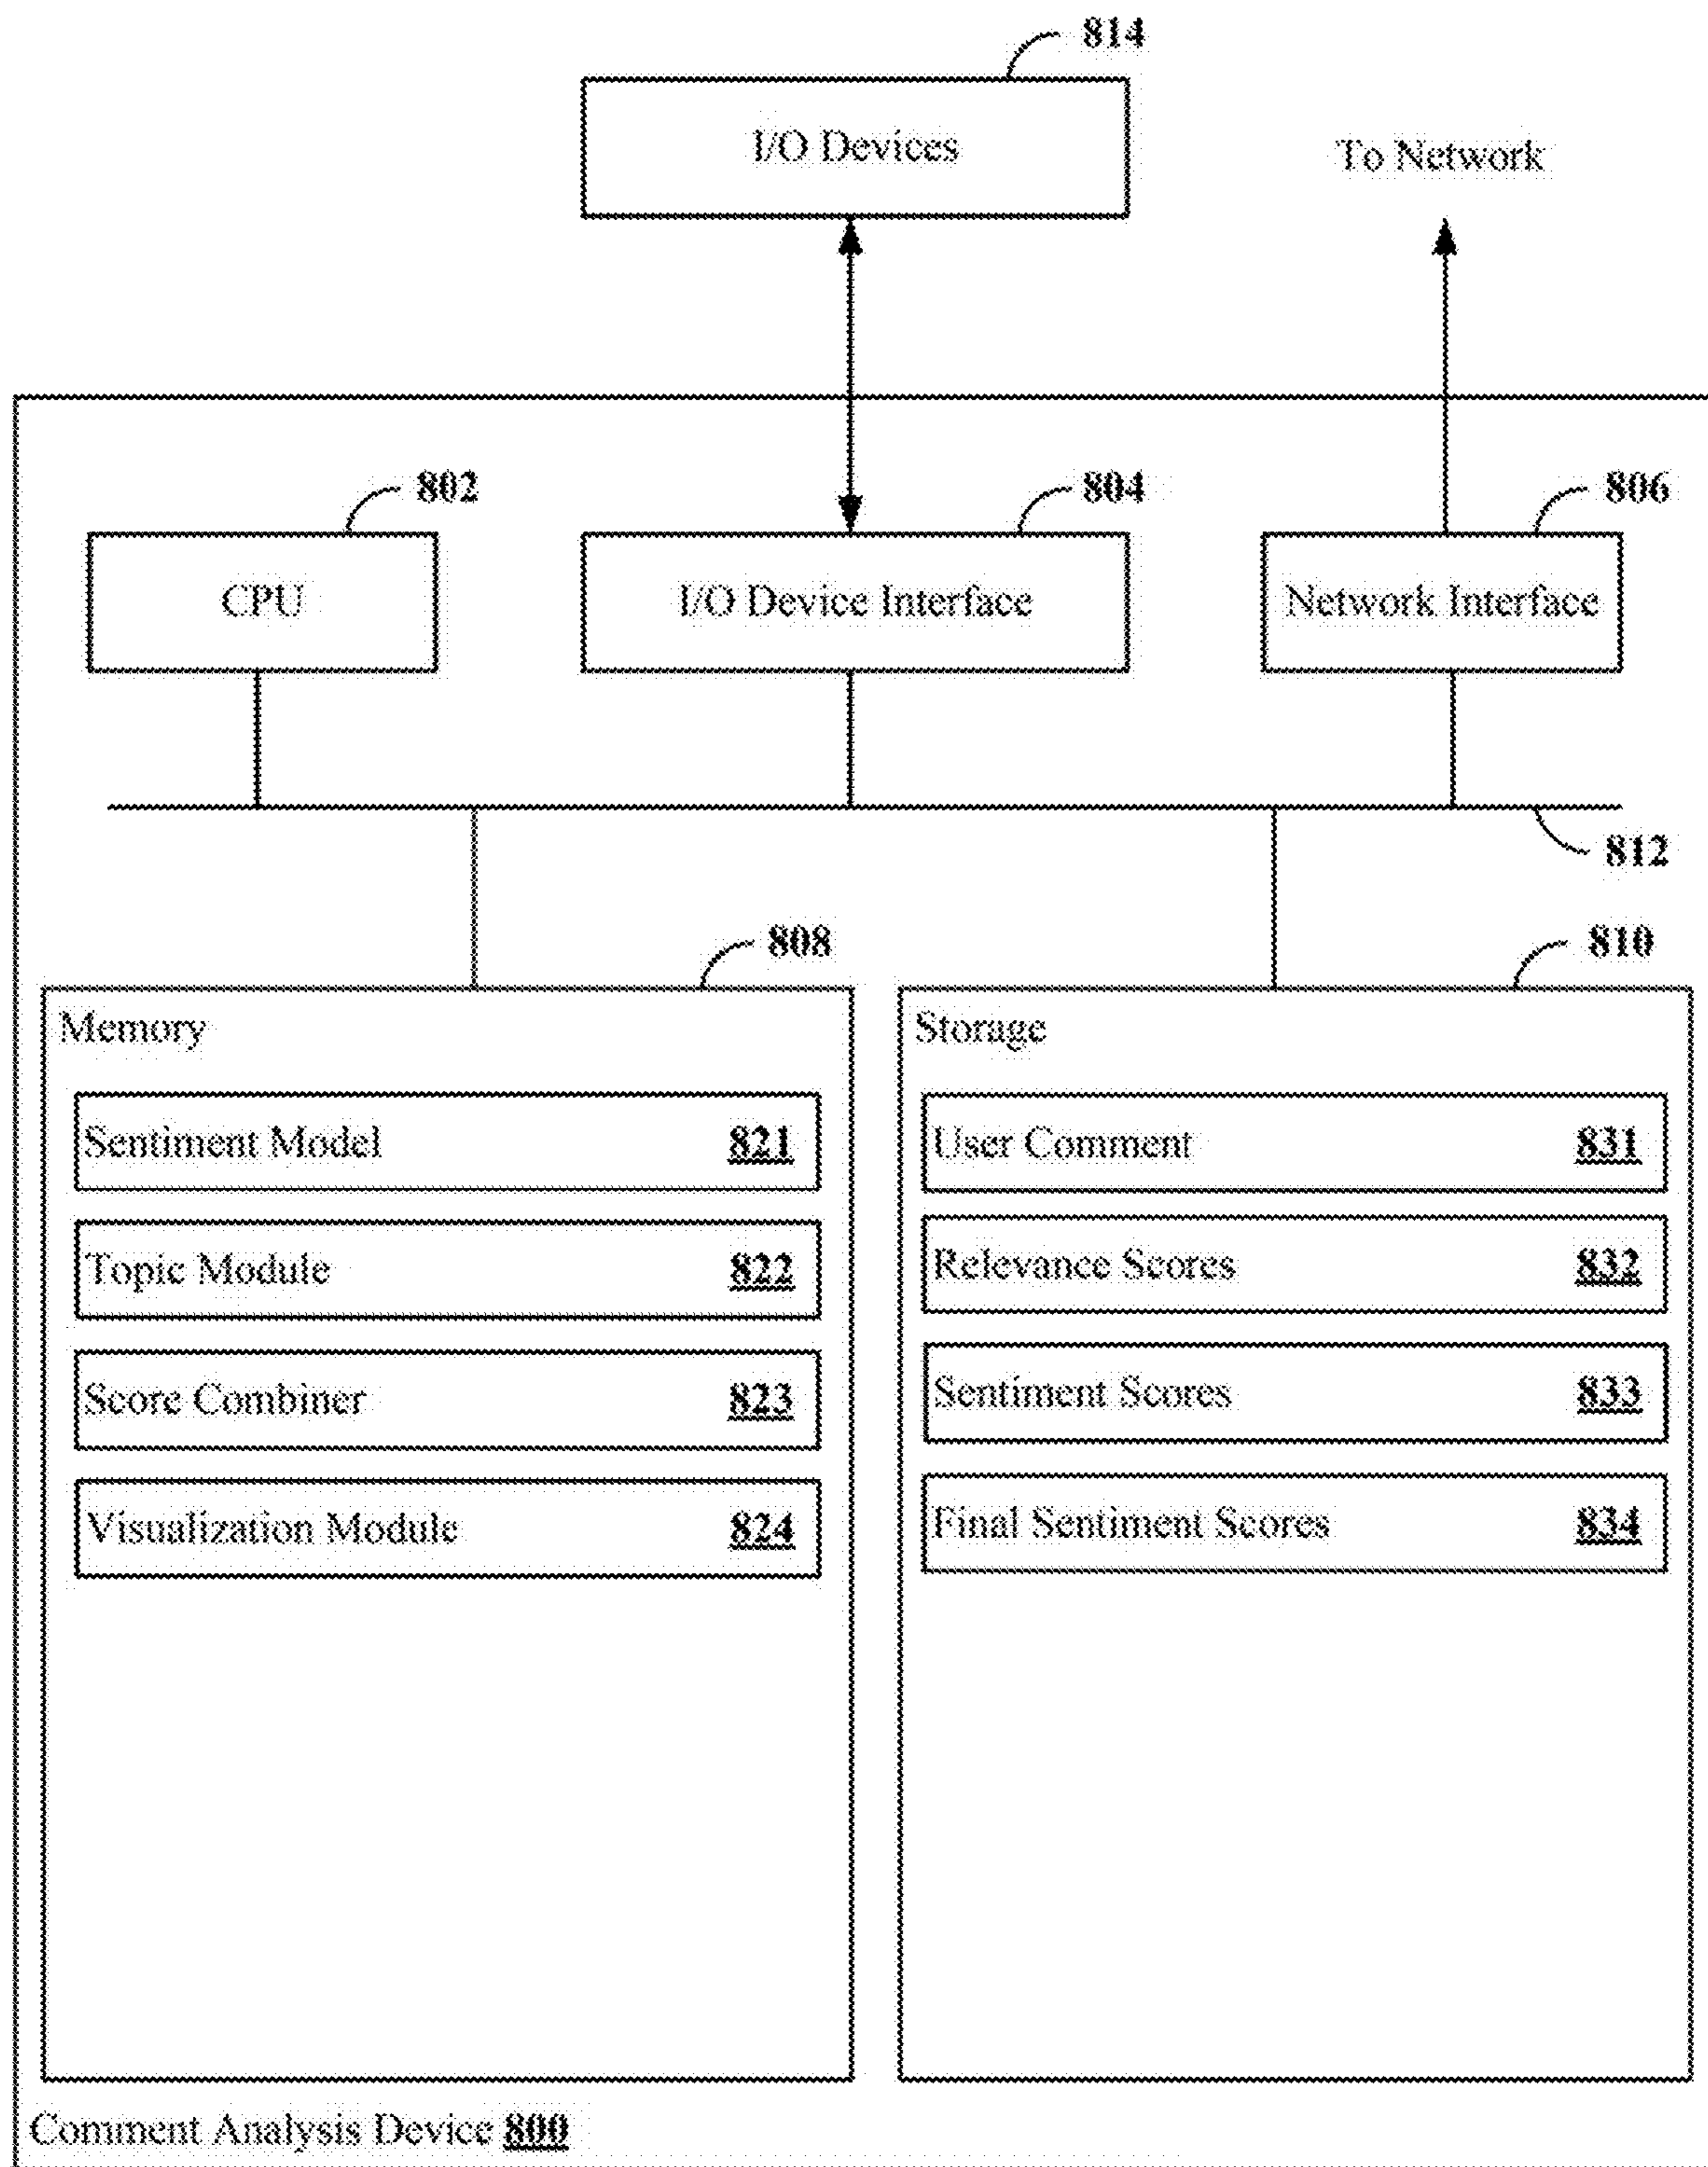 814
I/O Devices
To Network
802
804
806
CPU
I/O Device Interface
Network Interface
812
808
810
Memory
Sentiment Model 821
Topic Module 822
Score Combiner 823
Visualization Module 824
Storage
User Comment 831
Relevance Scores 832
Sentiment Scores 833
Final Sentiment Scores 834
Comment Analysis Device 800